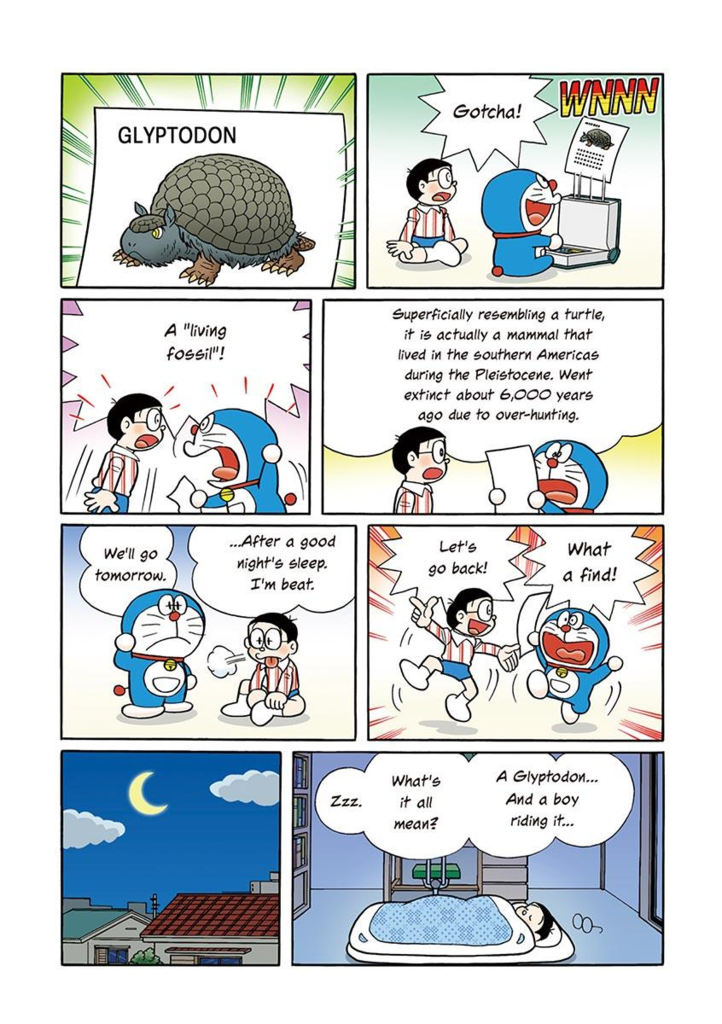 GLYPTODON
Gotcha!
WNNN
A "living
fossil"!
Superficially resembling a turtle,
it is actually a mammal that
lived in the southern Americas
during the Pleistocene. Went
extinct about 6,000 years
ago due to over-hunting.
We'll go
tomorrow.
...After a good
night's sleep.
I'm beat.
Let's
go back!
What
a find!
Zzz.
What's
it all
mean?
A Glyptodon...
And a boy
riding it...